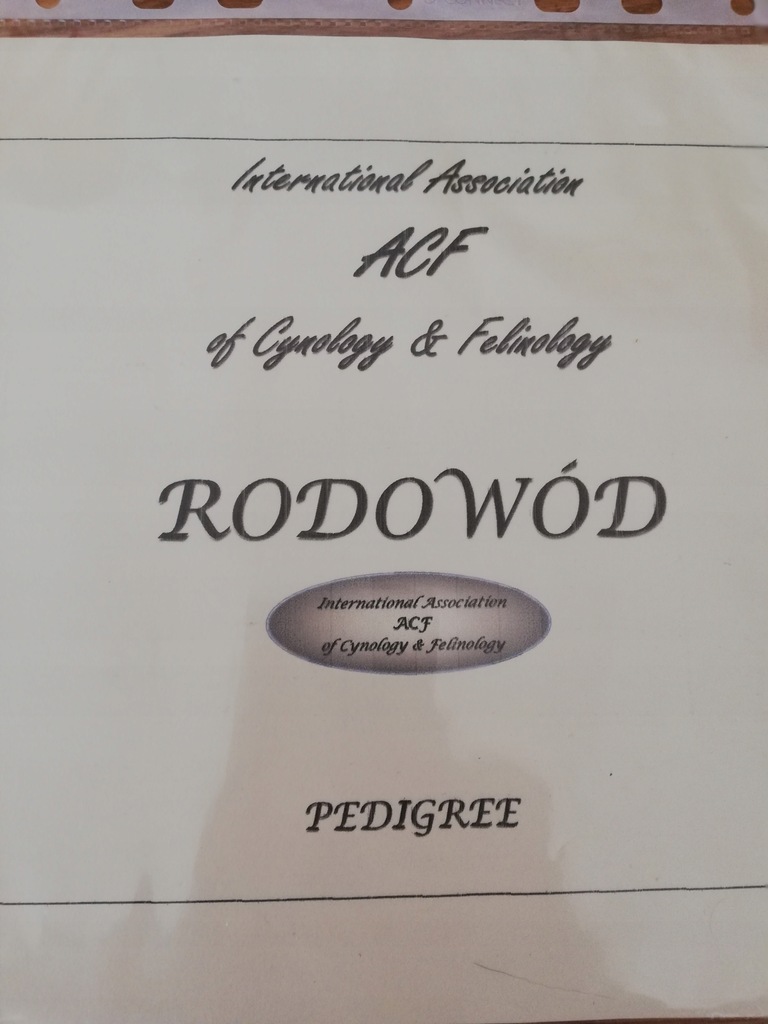 International Association
ACF
of Cynology & Felinology
RODOWÓD
International Association
ACF
of Cynology & Felinology
PEDIGREE